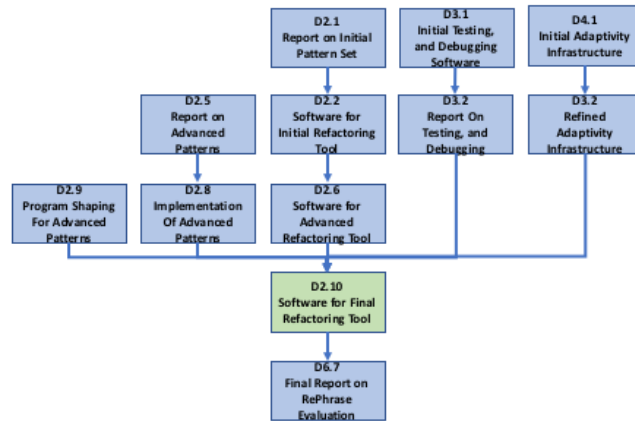 D2.1
Report on Initial
Pattern Set
D3.1
Initial Testing,
and Debugging
Software
D4.1
Initial Adaptivity
Infrastructure
D2.5
Report on
Advanced
Patterns
D2.2
Software for
Initial Refactoring
Tool
D3.2
Report On
Testing, and
Debugging
D3.2
Refined
Adaptivity
Infrastructure
D2.9
Program Shaping
For Advanced
Patterns
D2.8
Implementation
Of Advanced
Patterns
D2.6
Software for
Advanced
Refactoring Tool
D2.10
Software for Final
Refactoring Tool
D6.7
Final Report on
RePhrase
Evaluation